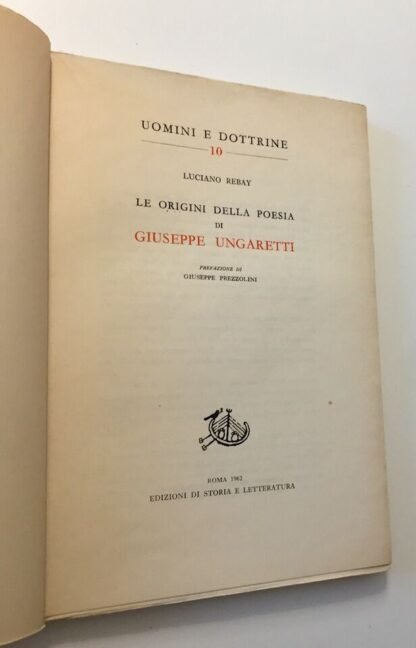 UOMINI E DOTTRINE
10
LUCIANO REBAY
LE ORIGINI DELLA POESIA
DI
GIUSEPPE UNGARETTI
PREFAZIONE DI
GIUSEPPE PREZZOLINI
ROMA 1962
EDIZIONI DI STORIA E LETTERATURA